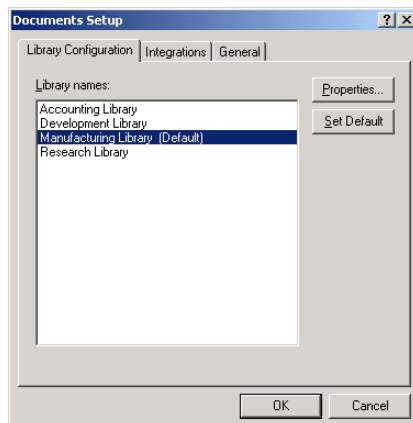 Documents Setup
Library Configuration Integrations General
Library names:
Properties...
Accounting Library
Development Library
Set Default
Manufacturing Library (Default)
Research Library
OK Cancel